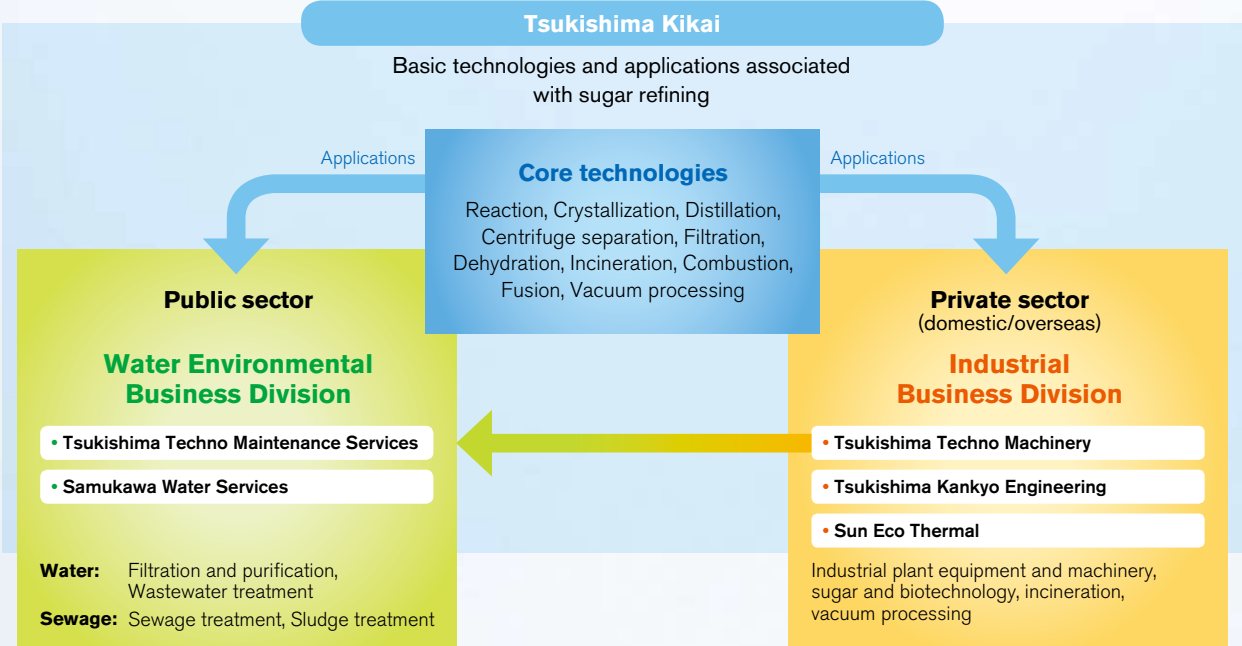 Tsukishima Kikai
Basic technologies and applications associated
with sugar refining
Applications
Applications
Core technologies
Reaction, Crystallization, Distillation,
Centrifuge separation, Filtration,
Dehydration, Incineration, Combustion,
Fusion, Vacuum processing
Public sector
Water Environmental
Business Division
• Tsukishima Techno Maintenance Services
• Samukawa Water Services
Water: Filtration and purification,
Wastewater treatment
Sewage: Sewage treatment, Sludge treatment
Private sector
(domestic/overseas)
Industrial
Business Division
• Tsukishima Techno Machinery
• Tsukishima Kankyo Engineering
• Sun Eco Thermal
Industrial plant equipment and machinery,
sugar and biotechnology, incineration,
vacuum processing